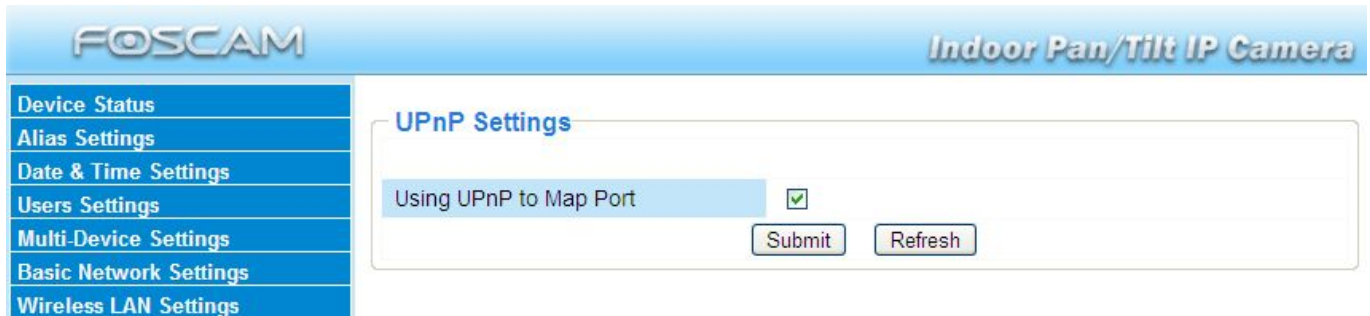 FOSCAM
Indoor Pan/Tilt IP Camera
Device Status
Alias Settings
Date & Time Settings
Users Settings
Multi-Device Settings
Basic Network Settings
Wireless LAN Settings
UPnP Settings
Using UPnP to Map Port
Submit Refresh